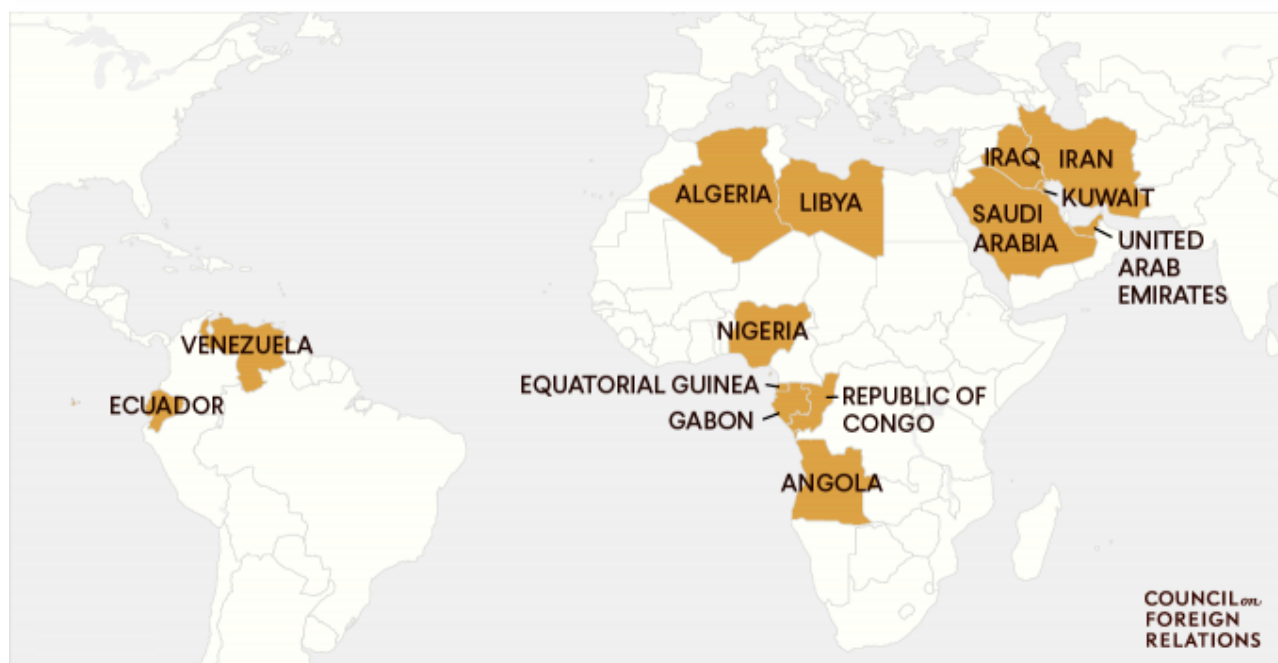 IRAQ
IRAN
ALGERIA
LIBYA
KUWAIT
SAUDI
ARABIA
UNITED
ARAB
EMIRATES
NIGERIA
VENEZUELA
EQUATORIAL GUINEA
REPUBLIC OF
CONGO
ECUADOR
GABON
ANGOLA
COUNCIL on
FOREIGN
RELATIONS